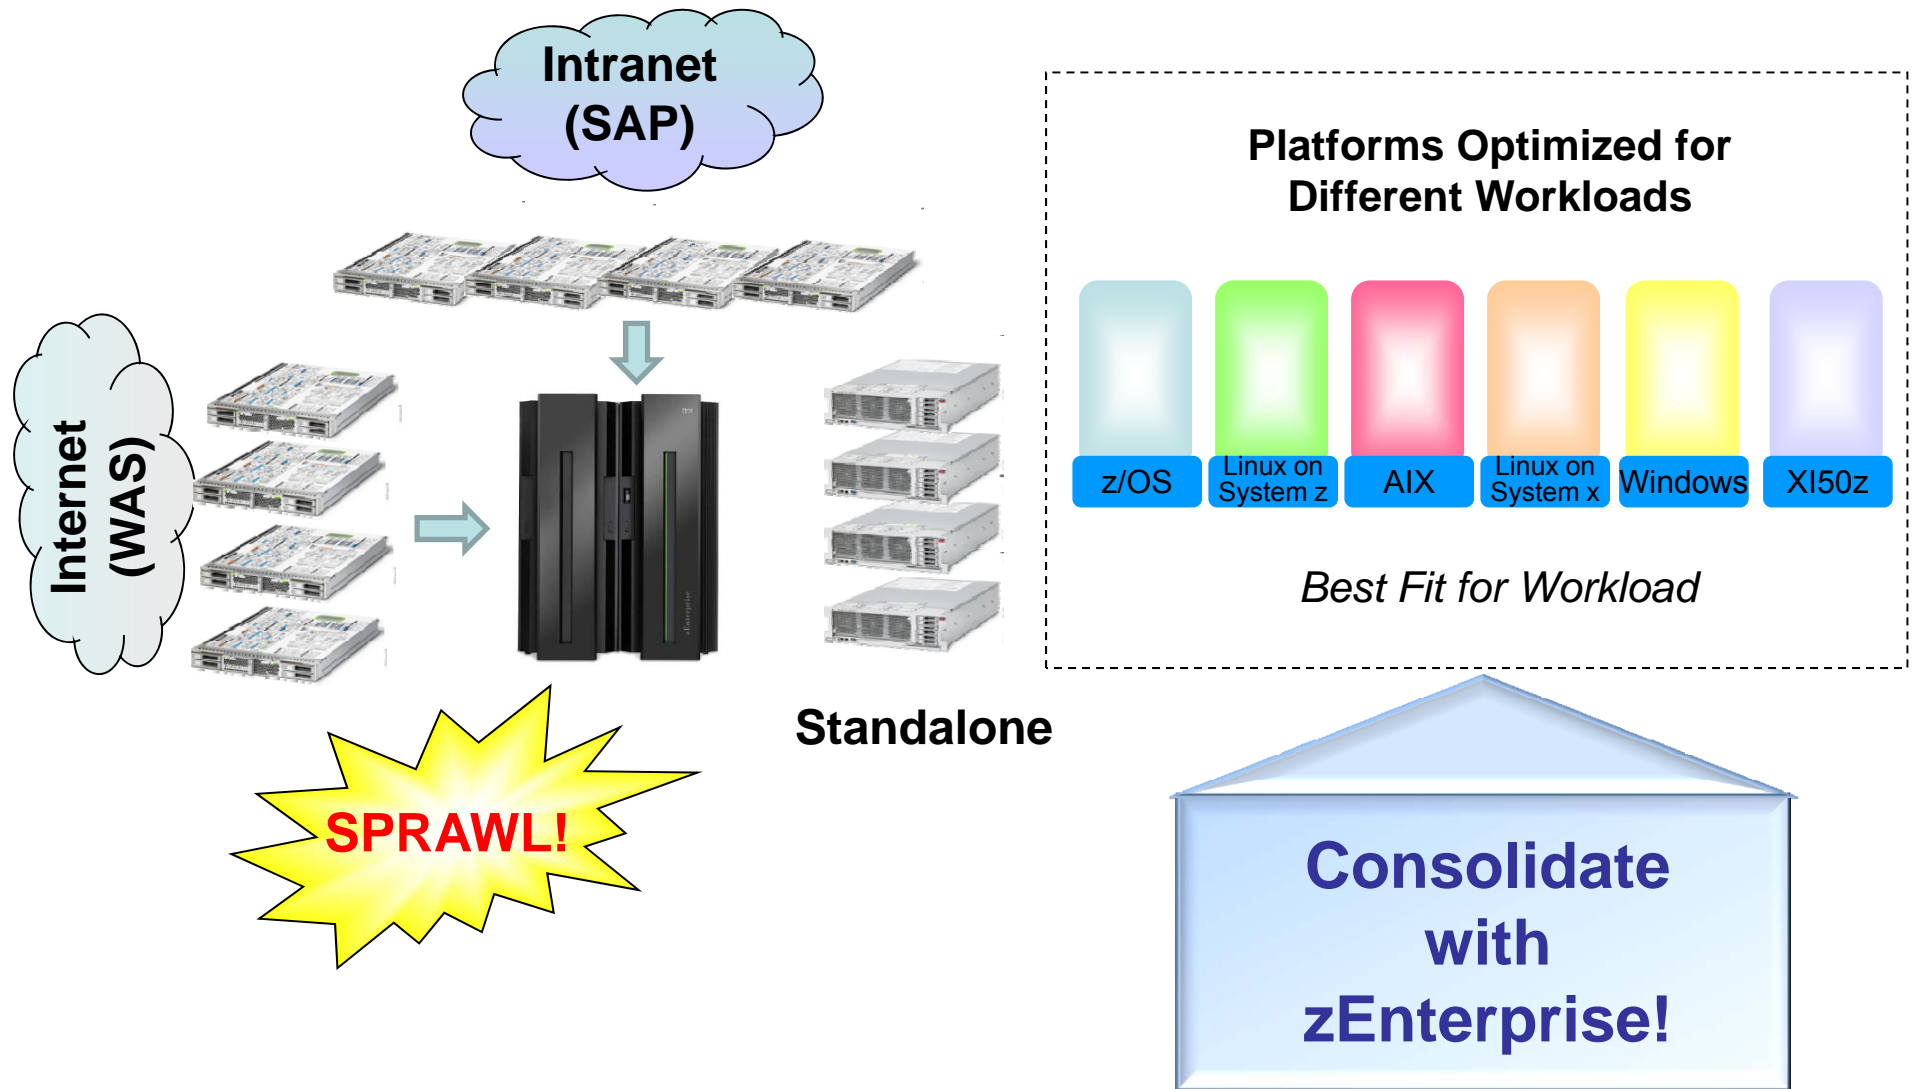 Intranet
(SAP)
Internet
(WAS)
zEnterprise
Standalone
SPRAWL!
Platforms Optimized for
Different Workloads
z/OS
Linux on
System z
AIX
Linux on
System x
Windows
XI50z
Best Fit for Workload
Consolidate
with
zEnterprise!